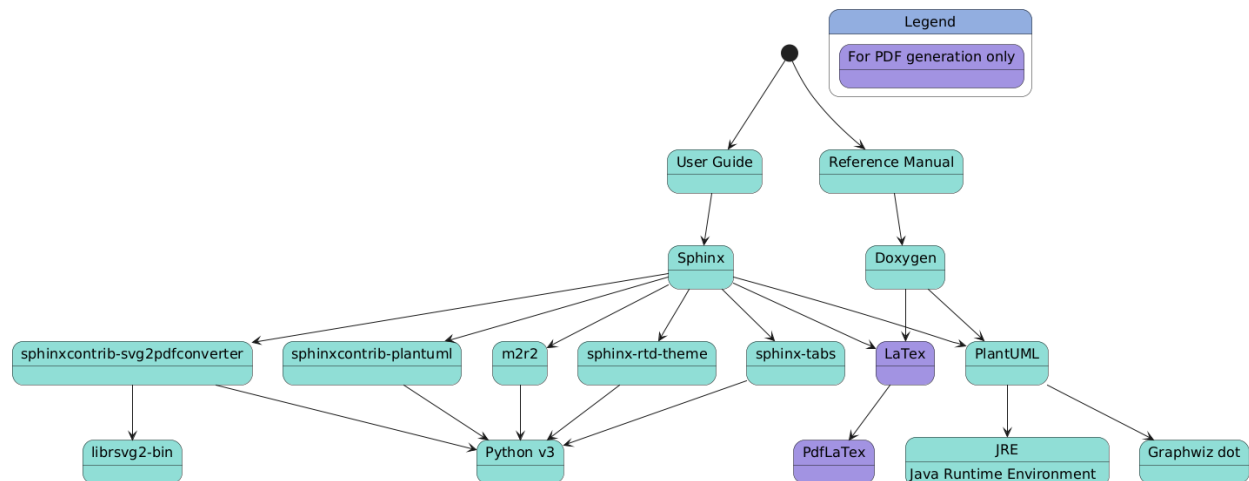 Legend
For PDF generation only
User Guide
Reference Manual
Sphinx
Doxygen
sphinxcontrib-svg2pdfconverter
sphinxcontrib-plantuml
m2r2
sphinx-rtd-theme
sphinx-tabs
LaTex
PlantUML
librsvg2-bin
Python v3
PdfLaTex
JRE
Java Runtime Environment
Graphwiz dot